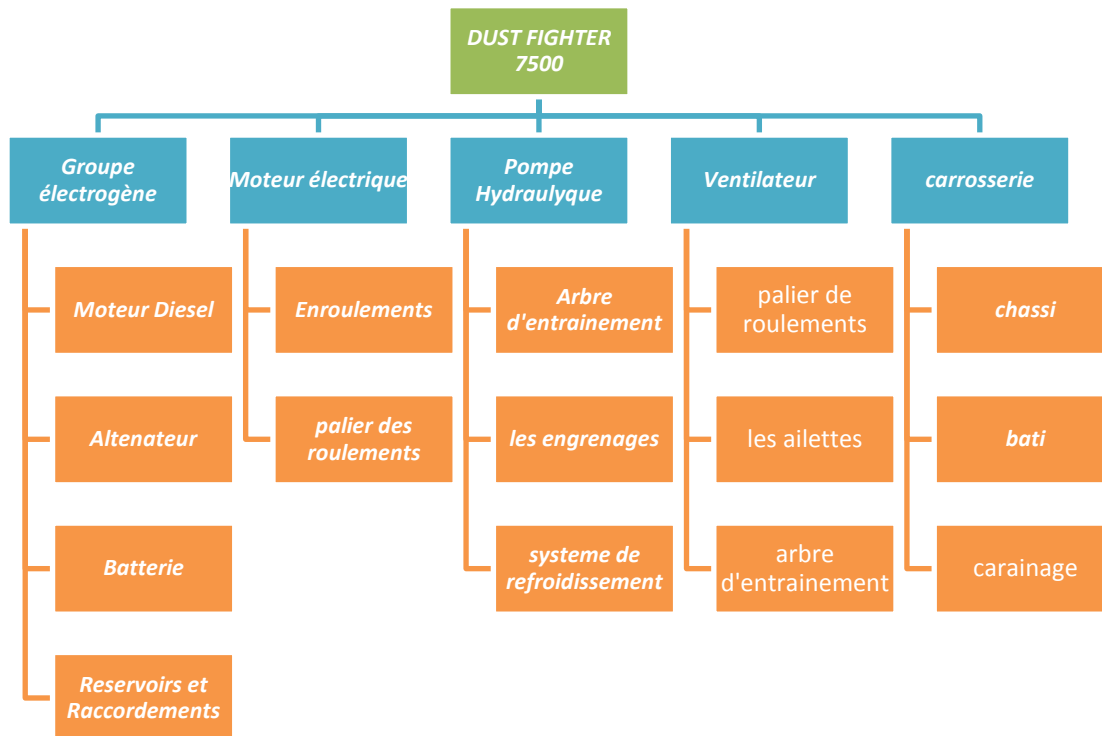 DUST FIGHTER
7500
Groupe
électrogène
Moteur électrique
Pompe
Hydraulyque
Ventilateur
carrosserie
Moteur Diesel
Altenateur
Batterie
Reservoirs et
Raccordements
Enroulements
palier des
roulements
Arbre
d'entrainement
les engrenages
systeme de
refroidissement
palier de
roulements
les ailettes
arbre
d'entrainement
chassi
bati
carainage